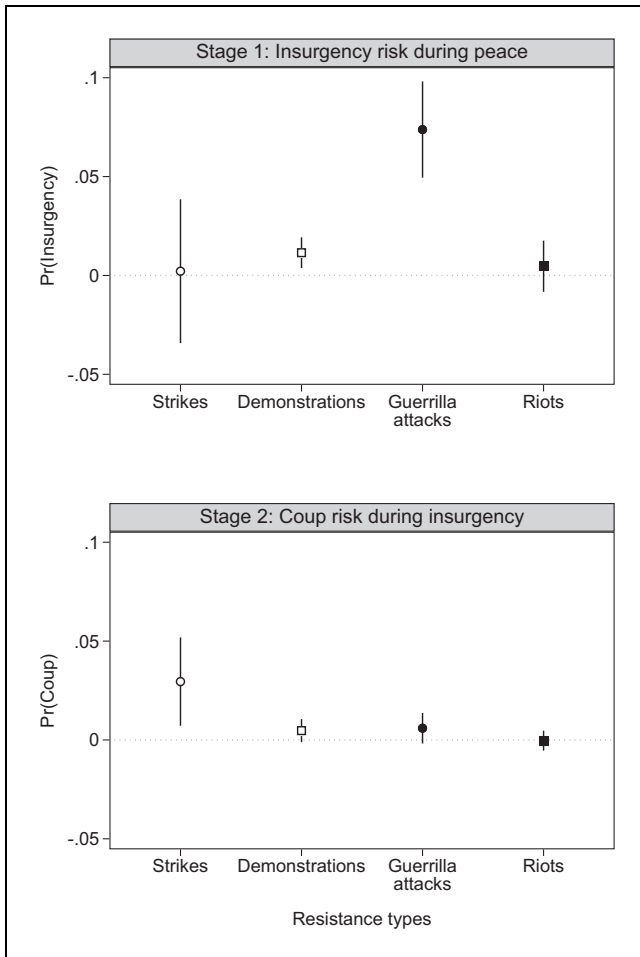 Stage 1: Insurgency risk during peace
Pr(Insurgency)
.1
.05
0
-.05
Strikes
Demonstrations
Guerrilla
attacks
Riots
Stage 2: Coup risk during insurgency
Pr(Coup)
.1
.05
0
-.05
Strikes
Demonstrations
Guerrilla
attacks
Riots
Resistance types